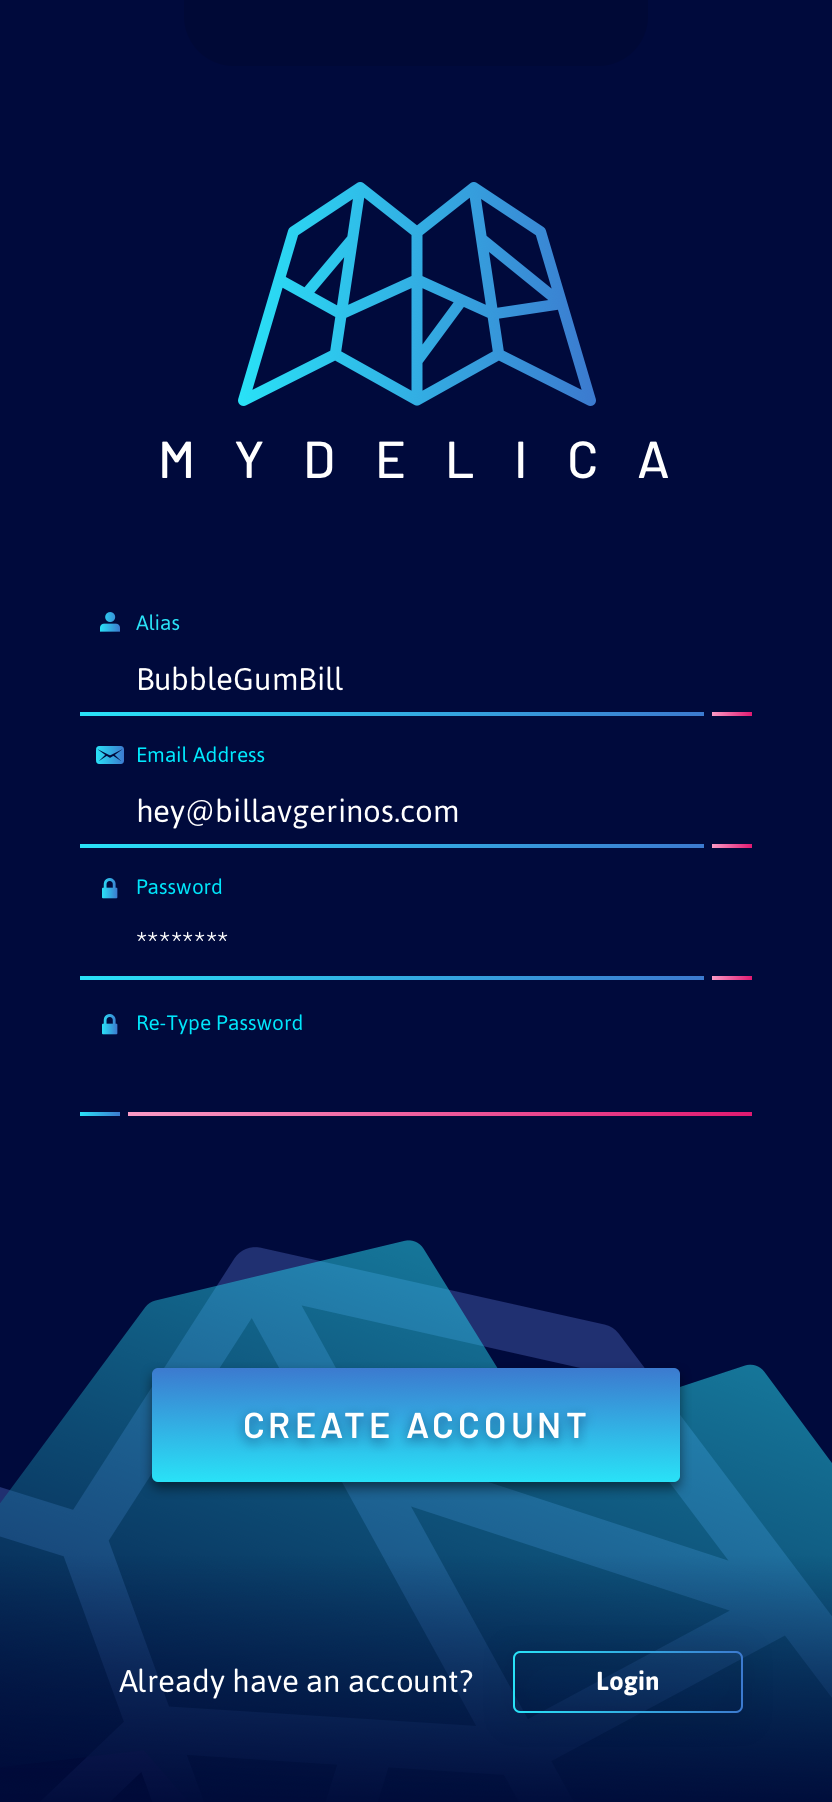 MYDELICA
Alias
BubbleGumBill
Email Address
hey@billavgerinos.com
Password
********
Re-Type Password
CREATE ACCOUNT
Already have an account?
Login